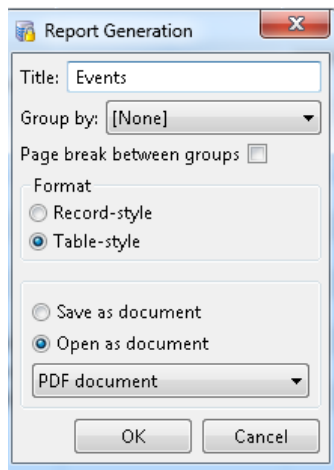 Report Generation
Title: Events
Group by: [None]
Page break between groups
Format
Record-style
Table-style
Save as document
Open as document
PDF document
OK Cancel